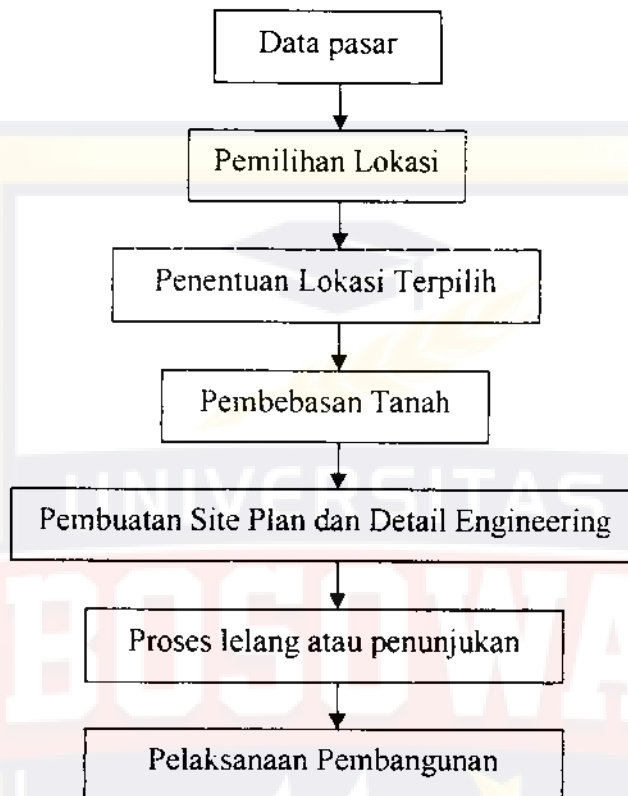 Data pasar
Pemilihan Lokasi
Penentuan Lokasi Terpilih
Pembebasan Tanah
UNIVERSITAS
Pembuatan Site Plan dan Detail Engineering
BOSOWA
Proses lelang atau penunjukan
Pelaksanaan Pembangunan